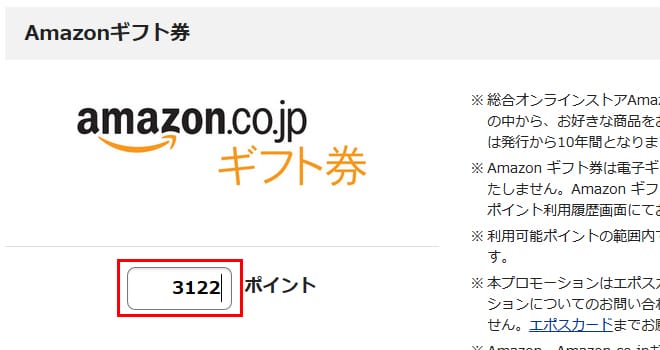 Amazonギフト券
amazon.co.jp
ギフト券
3122 ポイント
※ 総合オンラインストアAma
の中から、お好きな商品をお
は発行から10年間となりま
※ Amazon ギフト券は電子ギ
たしません。Amazon ギフ
ポイント利用履歴画面にてお
※ 利用可能ポイントの範囲内で
す。
※ 本プロモーションはエポスカ
ションについてのお問い合わ
せん。エポスカードまでお願
※ Amazon、Amazon.co.jp